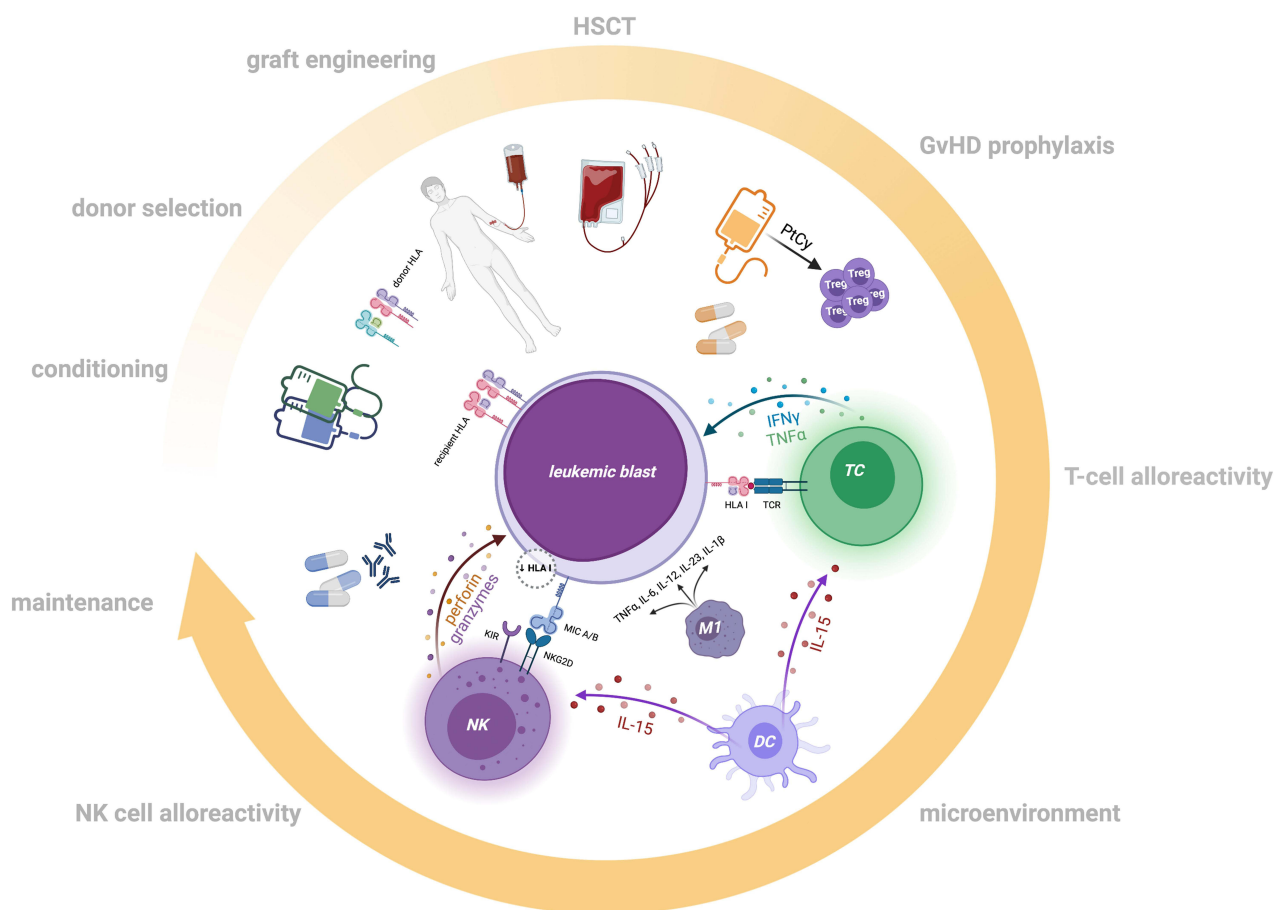 HSCT
graft engineering
GvHD prophylaxis
donor selection
PtCy
Treg
Treg
Treg
Treg
Treg
donor HLA
conditioning
recipient HLA
IFNγ
TNFα
leukemic blast
TC
T-cell alloreactivity
HLA I
TCR
↓ HLA I
TNFα, IL-6, IL-12, IL-23, IL-1β
M1
IL-15
perforin
granzymes
maintenance
MIC A/B
KIR
NKG2D
NK
IL-15
DC
NK cell alloreactivity
microenvironment